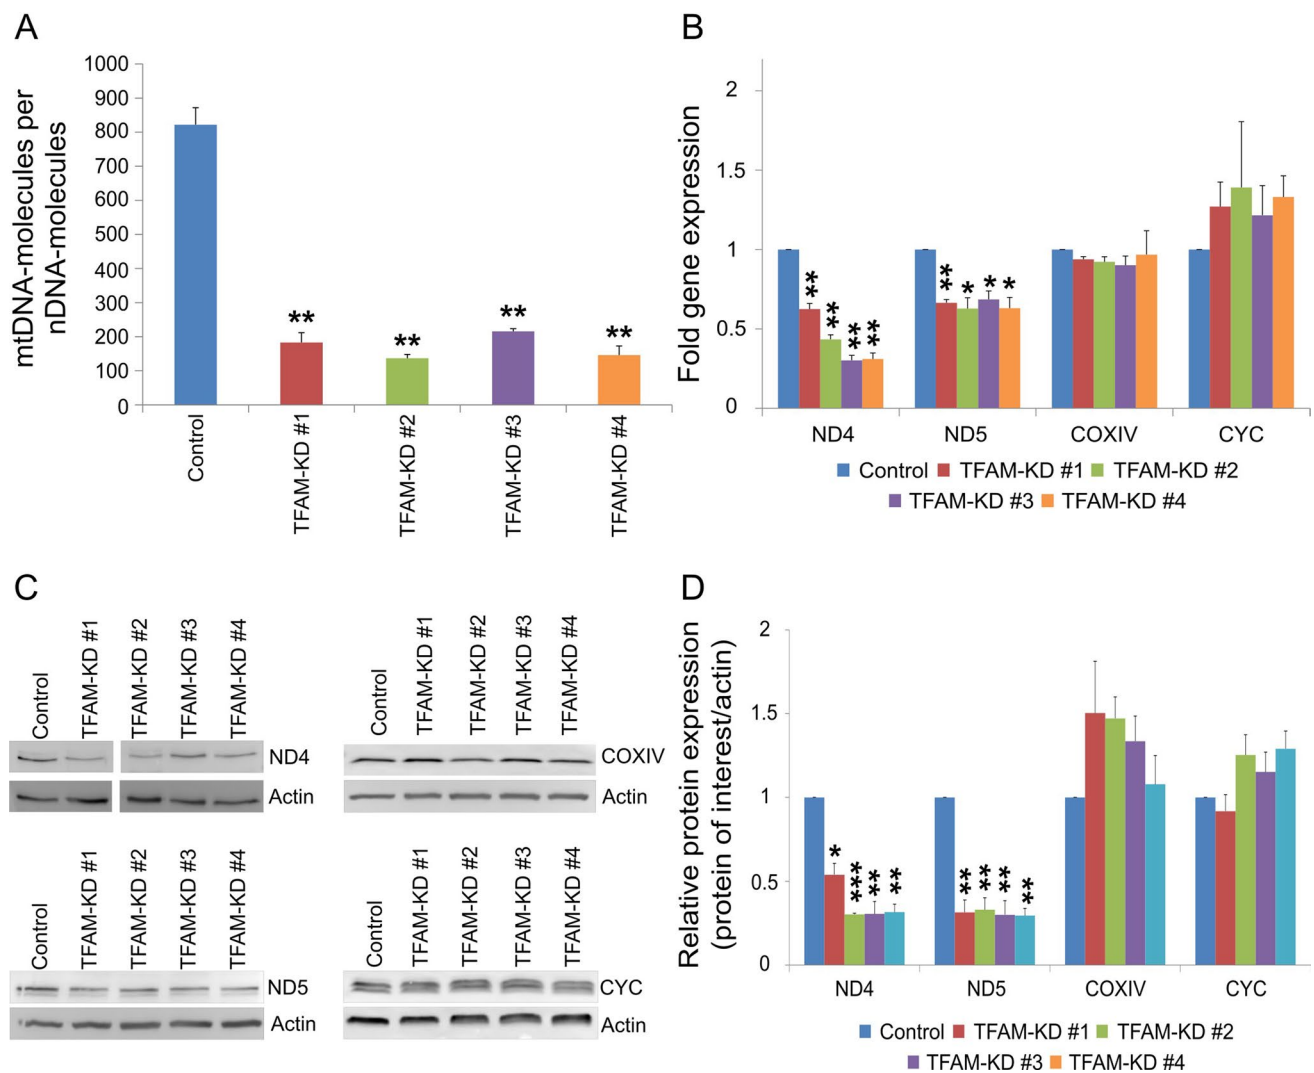 A
mtDNA-molecules per
nDNA-molecules
1000
900
800
700
600
500
400
300
200
100
0
**
**
**
**
Control
TFAM-KD #1
TFAM-KD #2
TFAM-KD #3
TFAM-KD #4
B
Fold gene expression
2
1.5
1
0.5
0
**
**
**
**
**
*
*
*
ND4 ND5 COXIV CYC
Control TFAM-KD #1 TFAM-KD #2
TFAM-KD #3 TFAM-KD #4
C
Control
TFAM-KD #1
TFAM-KD #2
TFAM-KD #3
TFAM-KD #4
ND4
Actin
Control
TFAM-KD #1
TFAM-KD #2
TFAM-KD #3
TFAM-KD #4
COXIV
Actin
Control
TFAM-KD #1
TFAM-KD #2
TFAM-KD #3
TFAM-KD #4
ND5
Actin
Control
TFAM-KD #1
TFAM-KD #2
TFAM-KD #3
TFAM-KD #4
CYC
Actin
D
Relative protein expression
(protein of interest/actin)
2
1.5
1
0.5
0
*
***
**
**
**
**
**
**
ND4 ND5 COXIV CYC
Control TFAM-KD #1 TFAM-KD #2
TFAM-KD #3 TFAM-KD #4